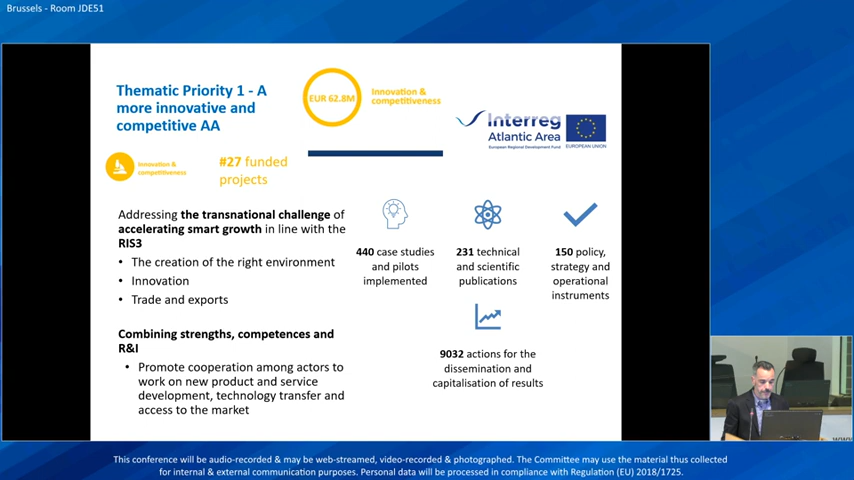 Brussels - Room JDE51
Thematic Priority 1 - A
more innovative and
competitive AA
EUR 62.8M
Innovation &
competitiveness
Interreg
Atlantic Area
European Regional Development Fund
EUROPEAN UNION
Innovation &
competitiveness
#27 funded
projects
Addressing the transnational challenge of
accelerating smart growth in line with the
RIS3
• The creation of the right environment
• Innovation
• Trade and exports
Combining strengths, competences and
R&I
• Promote cooperation among actors to
work on new product and service
development, technology transfer and
access to the market
440 case studies
and pilots
implemented
231 technical
and scientific
publications
150 policy,
strategy and
operational
instruments
9032 actions for the
dissemination and
capitalisation of results
This conference will be audio-recorded & may be web-streamed, video-recorded & photographed. The Committee may use the material thus collected
for internal & external communication purposes. Personal data will be processed in compliance with Regulation (EU) 2018/1725.